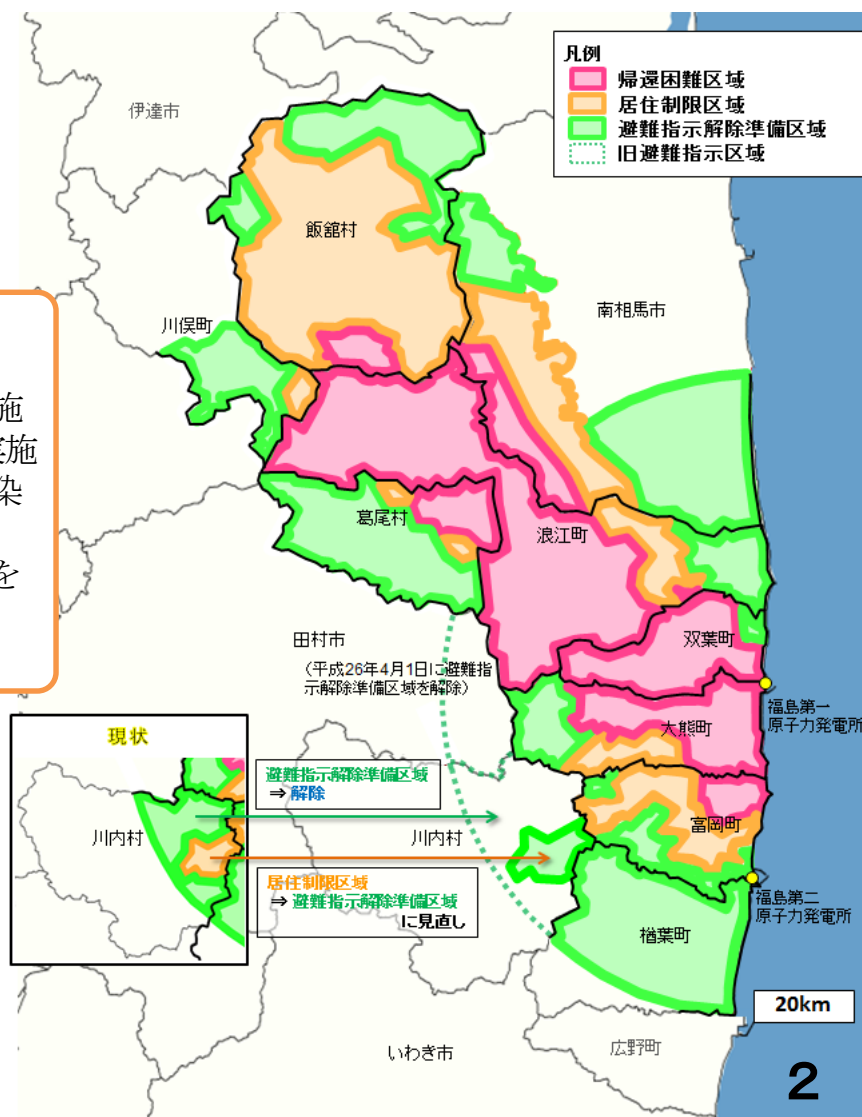 凡例
帰還困難区域
居住制限区域
避難指示解除準備区域
旧避難指示区域
伊達市
飯舘村
南相馬市
川俣町
施
実施
染
を
葛尾村
浪江町
田村市
(平成26年4月1日に避難指
示解除準備区域を解除)
双葉町
福島第一
原子力発電所
大熊町
現状
川内村
避難指示解除準備区域
⇒ 解除
川内村
居住制限区域
⇒ 避難指示解除準備区域
に見直し
富岡町
福島第二
原子力発電所
楢葉町
20km
いわき市
広野町
2